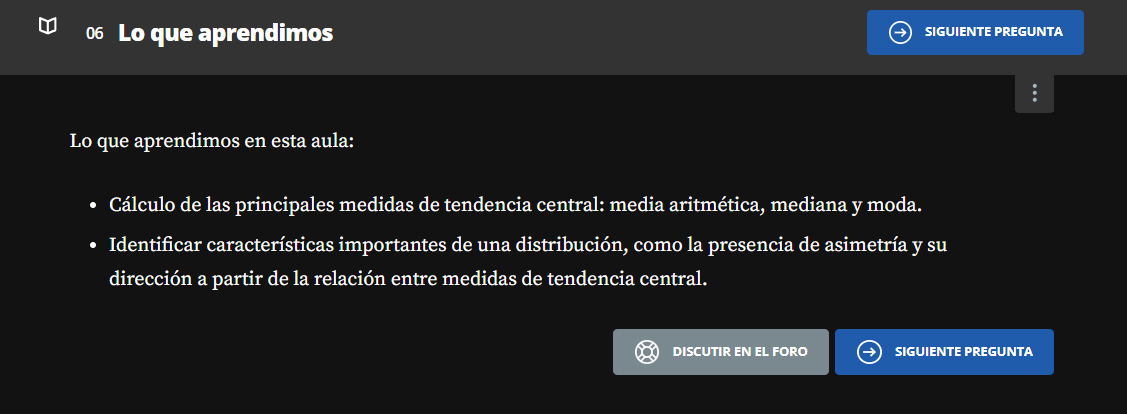 06 Lo que aprendimos
SIGUIENTE PREGUNTA
Lo que aprendimos en esta aula:
• Cálculo de las principales medidas de tendencia central: media aritmética, mediana y moda.
• Identificar características importantes de una distribución, como la presencia de asimetría y su
dirección a partir de la relación entre medidas de tendencia central.
DISCUTIR EN EL FORO
SIGUIENTE PREGUNTA